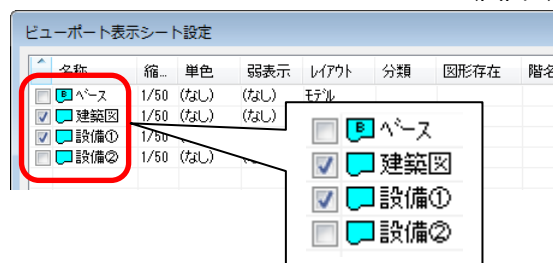 ビューポート表示シート設定
名称 縮... 単色 弱表示 レイアウト 分類 図形存在
B ベース 1/50 (なし) (なし) モデル
建築図 1/50 (なし) (なし)
設備① 1/50
設備② 1/50 (なし)
B ベース
建築図
設備①
設備②